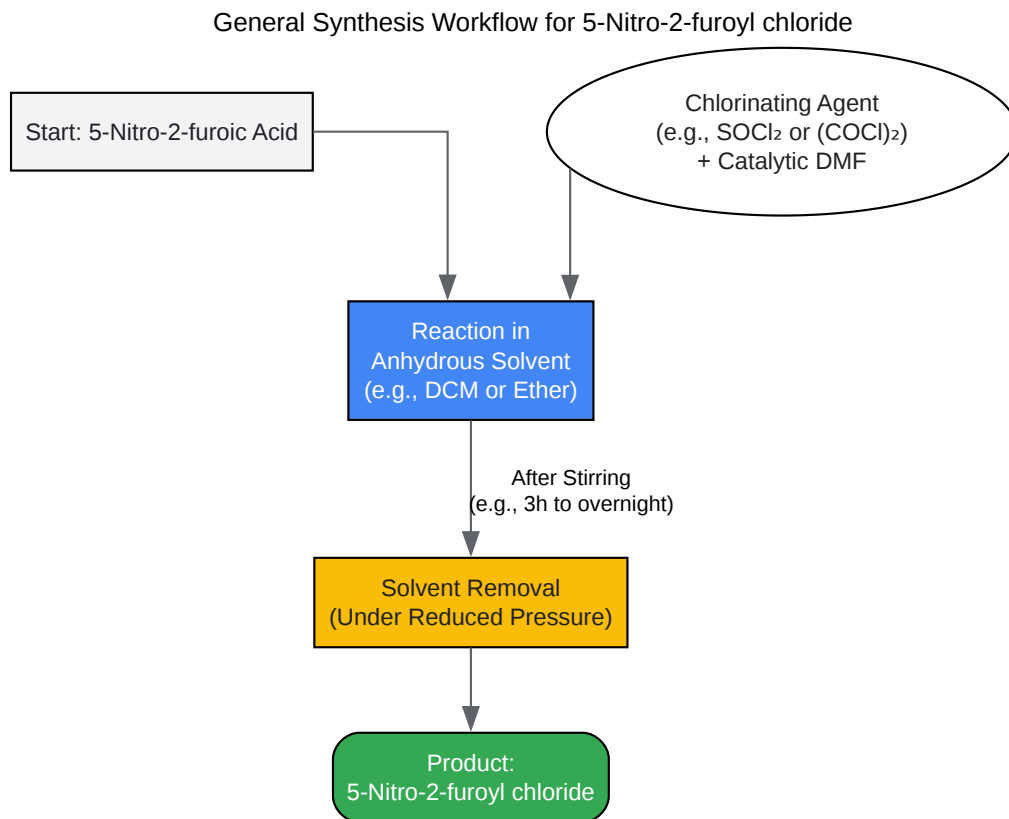 General Synthesis Workflow for 5-Nitro-2-furoyl chloride
Start: 5-Nitro-2-furoic Acid
Chlorinating Agent
(e.g., SOCl₂ or (COCl)₂)
+ Catalytic DMF
Reaction in
Anhydrous Solvent
(e.g., DCM or Ether)
After Stirring
(e.g., 3h to overnight)
Solvent Removal
(Under Reduced Pressure)
Product:
5-Nitro-2-furoyl chloride